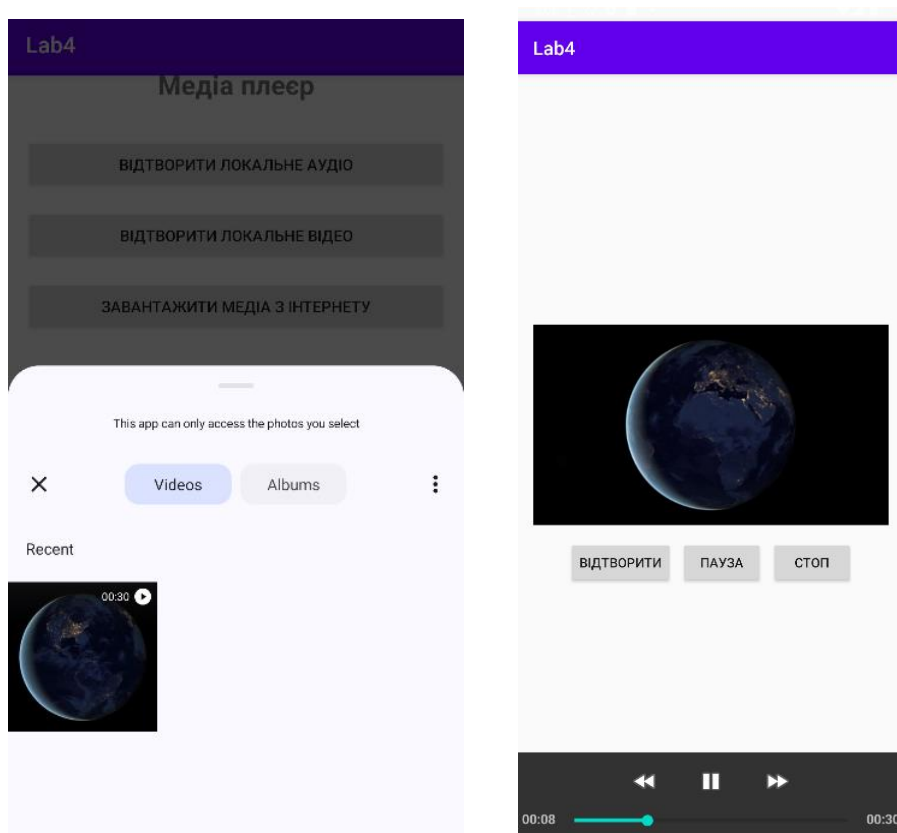 Lab4
Медіа плеєр
ВІДТВОРИТИ ЛОКАЛЬНЕ АУДІО
ВІДТВОРИТИ ЛОКАЛЬНЕ ВІДЕО
ЗАВАНТАЖИТИ МЕДІА З ІНТЕРНЕТУ
This app can only access the photos you select
Videos Albums
Recent
00:30
Lab4
ВІДТВОРИТИ ПАУЗА СТОП
00:08 00:30